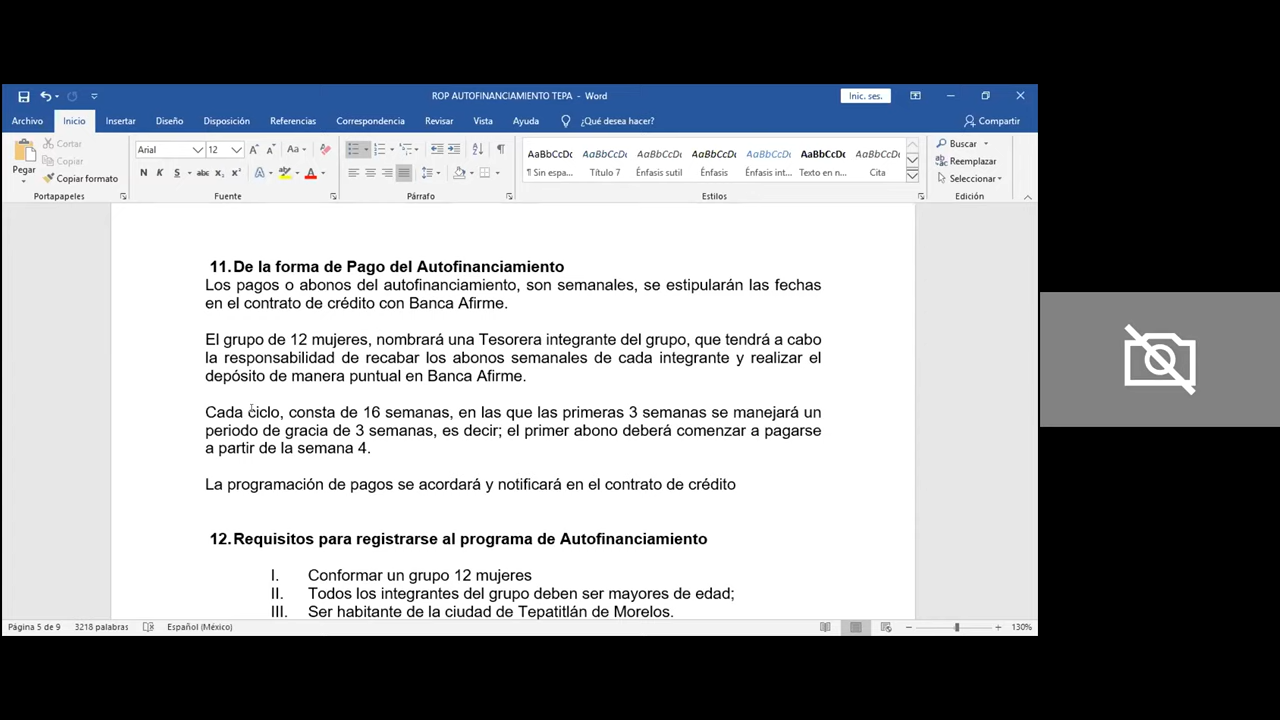 ROP AUTOFINANCIAMIENTO TEPA - Word
Inic. ses.
Archivo Inicio Insertar Diseño Disposición Referencias Correspondencia Revisar Vista Ayuda ¿Qué desea hacer? Compartir
Pegar
Cortar
Copiar
Copiar formato
Portapapeles
Arial 12
Aa
N K S abc x₂ x²
Fuente
Párrafo
AaBbCcDc AaBbCcDt AaBbCcDt AaBbCcDt AaBbCcDt AaBbCcDc AaBbCcDt
¶ Sin espa... Título 7 Énfasis sutil Énfasis Énfasis int... Texto en n... Cita
Estilos
Buscar
Reemplazar
Seleccionar
Edición
11. De la forma de Pago del Autofinanciamiento
Los pagos o abonos del autofinanciamiento, son semanales, se estipularán las fechas
en el contrato de crédito con Banca Afirme.
El grupo de 12 mujeres, nombrará una Tesorera integrante del grupo, que tendrá a cabo
la responsabilidad de recabar los abonos semanales de cada integrante y realizar el
depósito de manera puntual en Banca Afirme.
Cada ciclo, consta de 16 semanas, en las que las primeras 3 semanas se manejará un
periodo de gracia de 3 semanas, es decir; el primer abono deberá comenzar a pagarse
a partir de la semana 4.
La programación de pagos se acordará y notificará en el contrato de crédito
12. Requisitos para registrarse al programa de Autofinanciamiento
I. Conformar un grupo 12 mujeres
II. Todos los integrantes del grupo deben ser mayores de edad;
III. Ser habitante de la ciudad de Tepatitlán de Morelos.
Página 5 de 9 3218 palabras Español (México) 130%